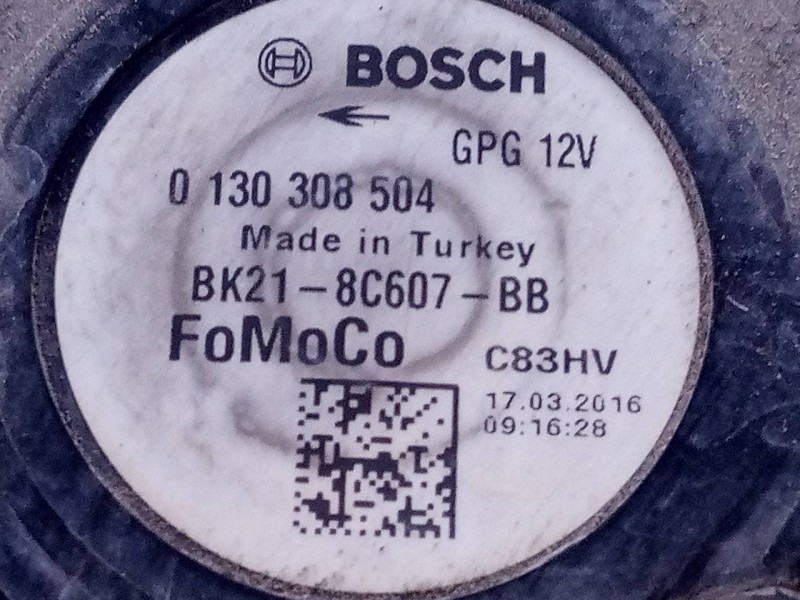 BOSCH
GPG 12V
0 130 308 504
Made in Turkey
BK21-8C607-BB
FoMoCo
C83HV
17.03.2016
09:16:28